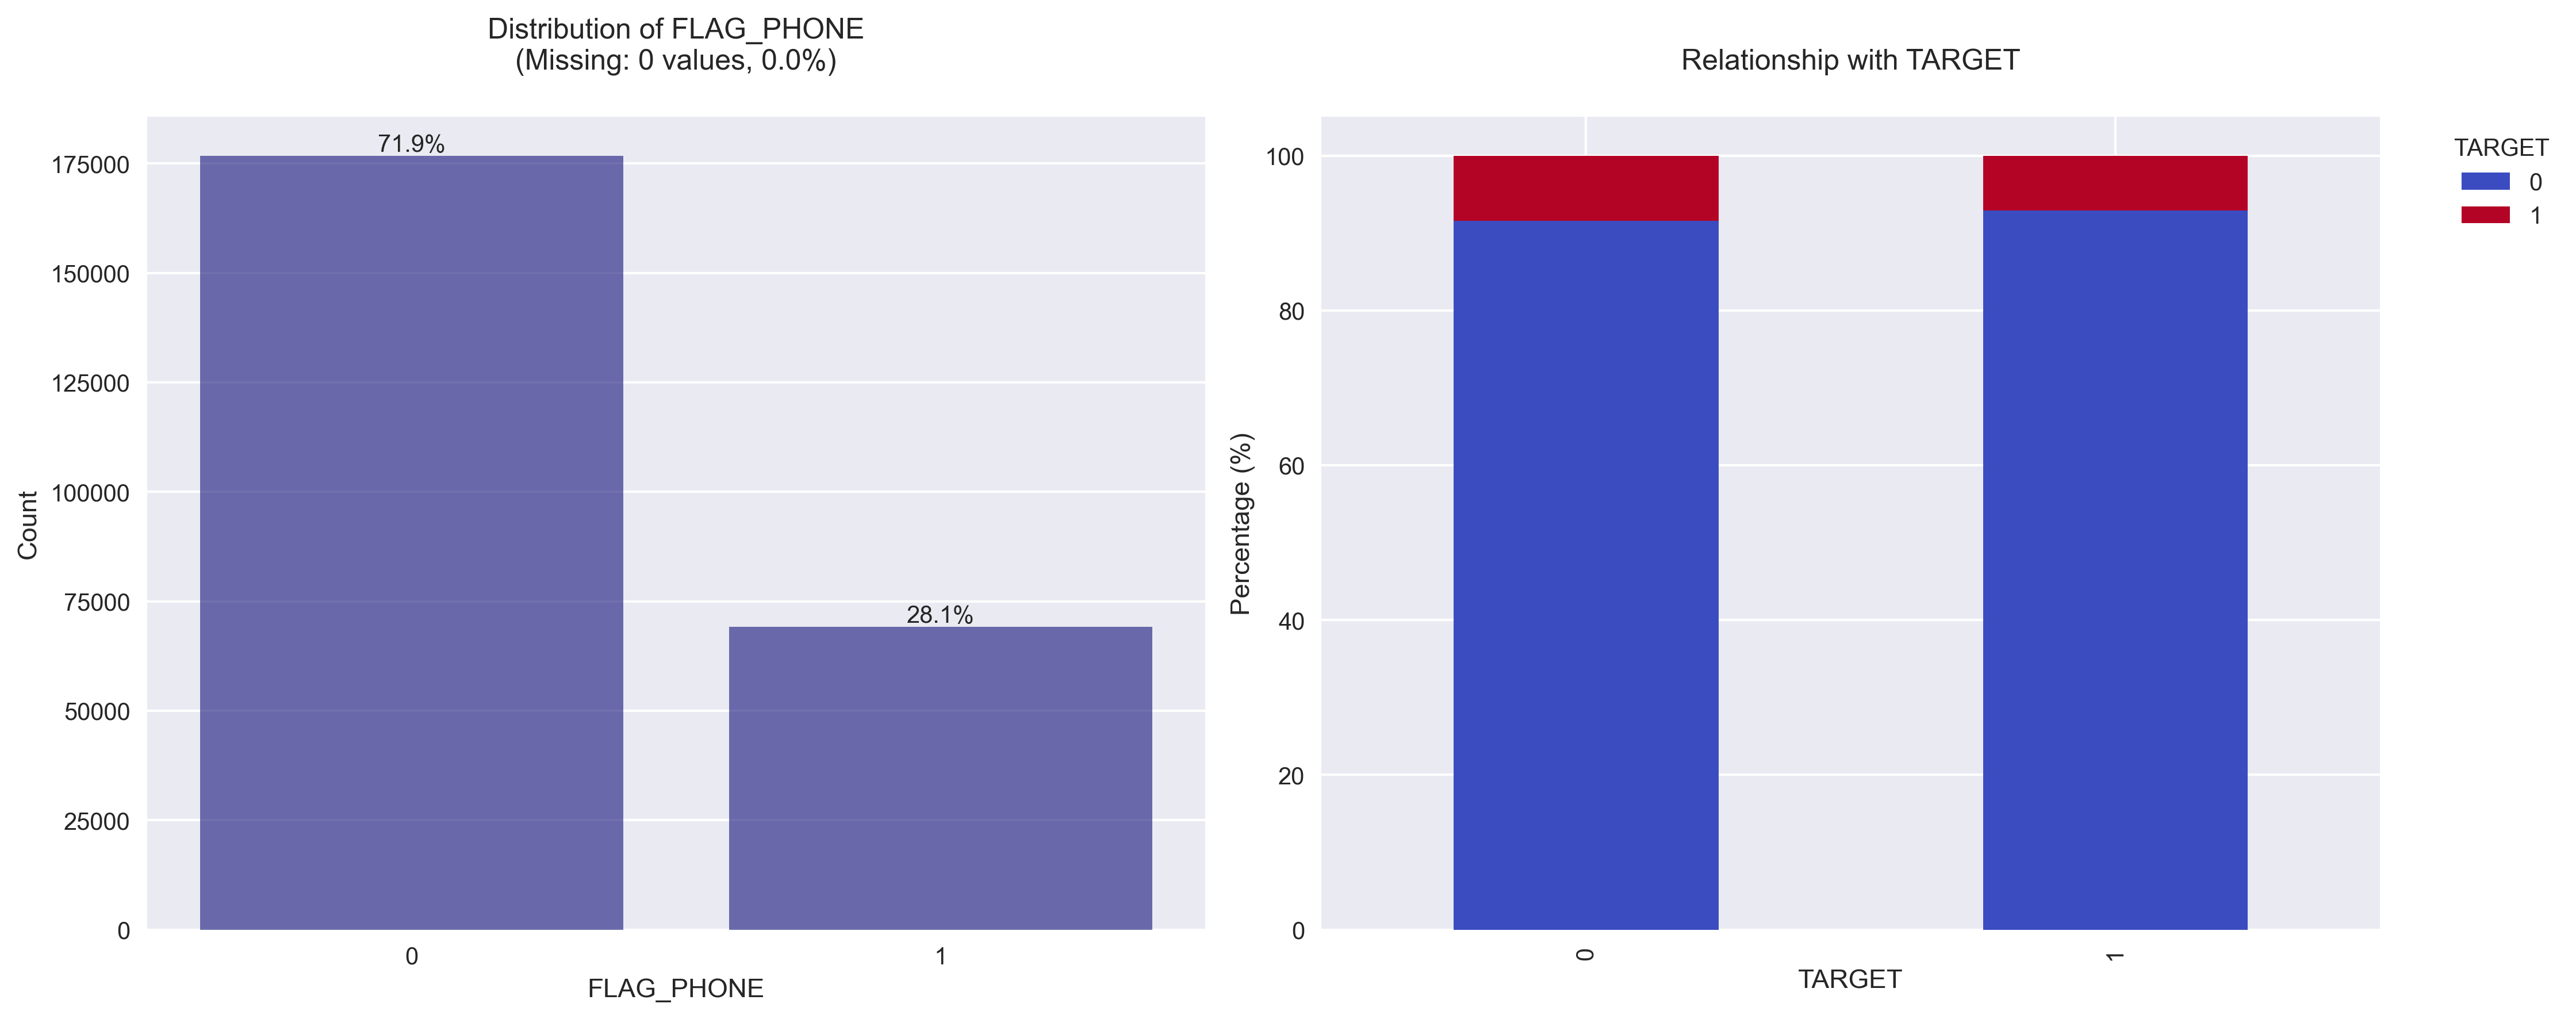 Distribution of FLAG_PHONE
(Missing: 0 values, 0.0%)
Count
175000
150000
125000
100000
75000
50000
25000
0
71.9%
28.1%
0
1
FLAG_PHONE
Relationship with TARGET
Percentage (%)
100
80
60
40
20
0
0
1
TARGET
TARGET
0
1